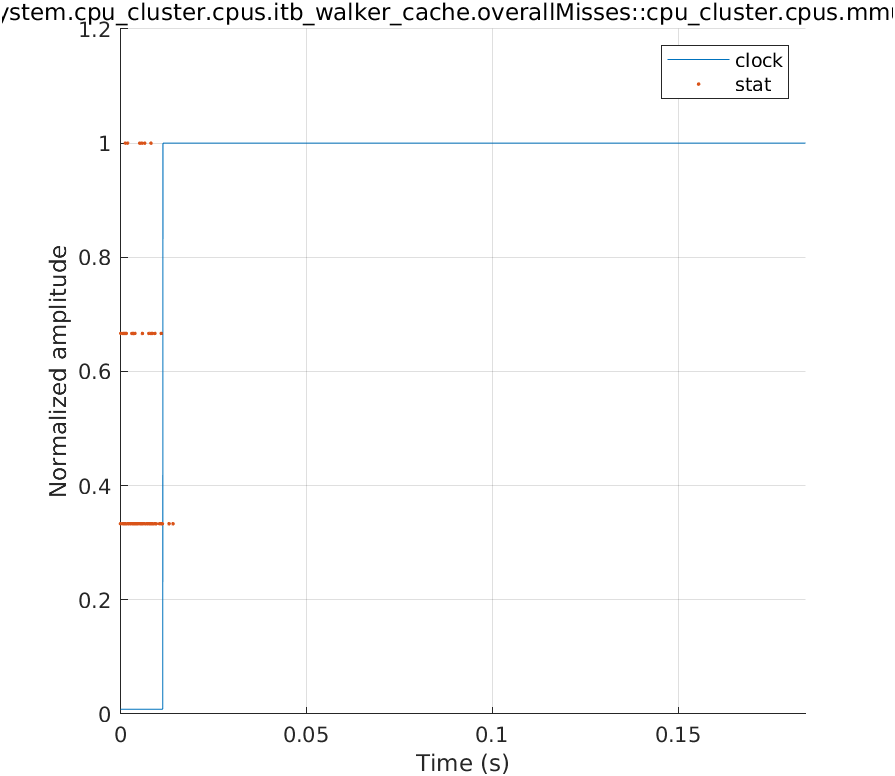 ystem.cpu_cluster.cpus.itb_walker_cache.overallMisses::cpu_cluster.cpus.mmu
1.2
clock
stat
1
0.8
0.6
0.4
0.2
0
Normalized amplitude
0
0.05
0.1
0.15
Time (s)